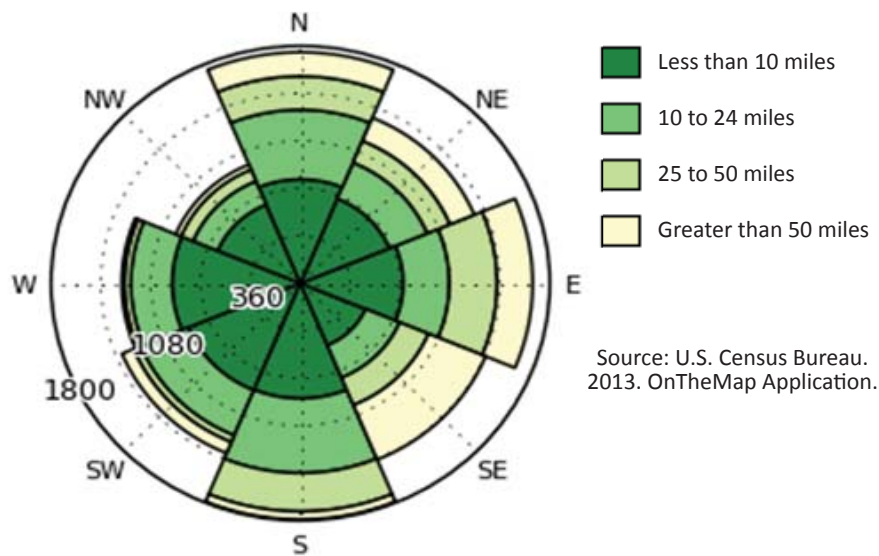 N
NW
NE
W
E
360
1080
1800
SW
SE
S
Less than 10 miles
10 to 24 miles
25 to 50 miles
Greater than 50 miles
Source: U.S. Census Bureau.
2013. OnTheMap Application.